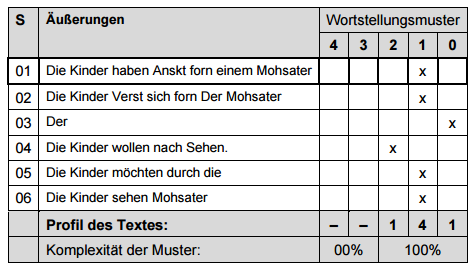 S Äußerungen Wortstellungsmuster
4 3 2 1 0
01 Die Kinder haben Anskt forn einem Mohsater x
02 Die Kinder Verst sich forn Der Mohsater x
03 Der x
04 Die Kinder wollen nach Sehen. x
05 Die Kinder möchten durch die x
06 Die Kinder sehen Mohsater x
Profil des Textes: – – 1 4 1
Komplexität der Muster: 00% 100%